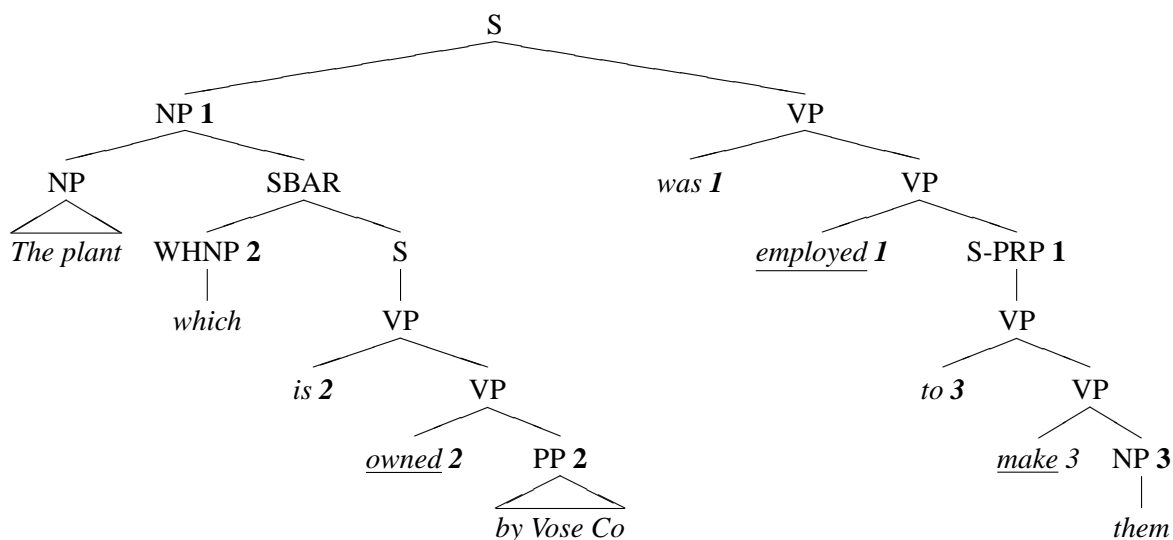 S
NP 1 VP
NP SBAR was 1 VP
The plant WHNP 2 S employed 1 S-PRP 1
which VP VP
is 2 VP to 3 VP
owned 2 PP 2 make 3 NP 3
by Vose Co them